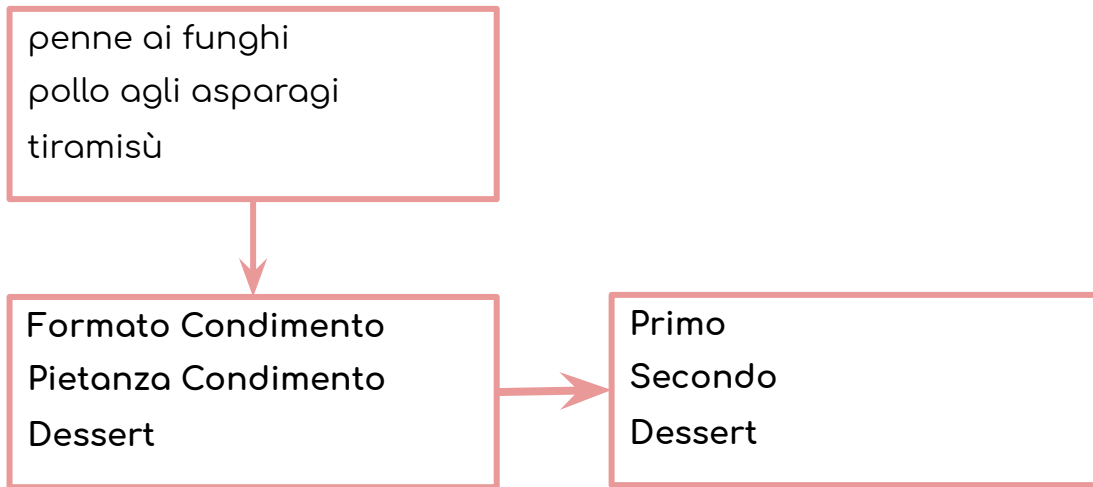 penne ai funghi
pollo agli asparagi
tiramisù
Formato Condimento
Pietanza Condimento
Dessert
Primo
Secondo
Dessert